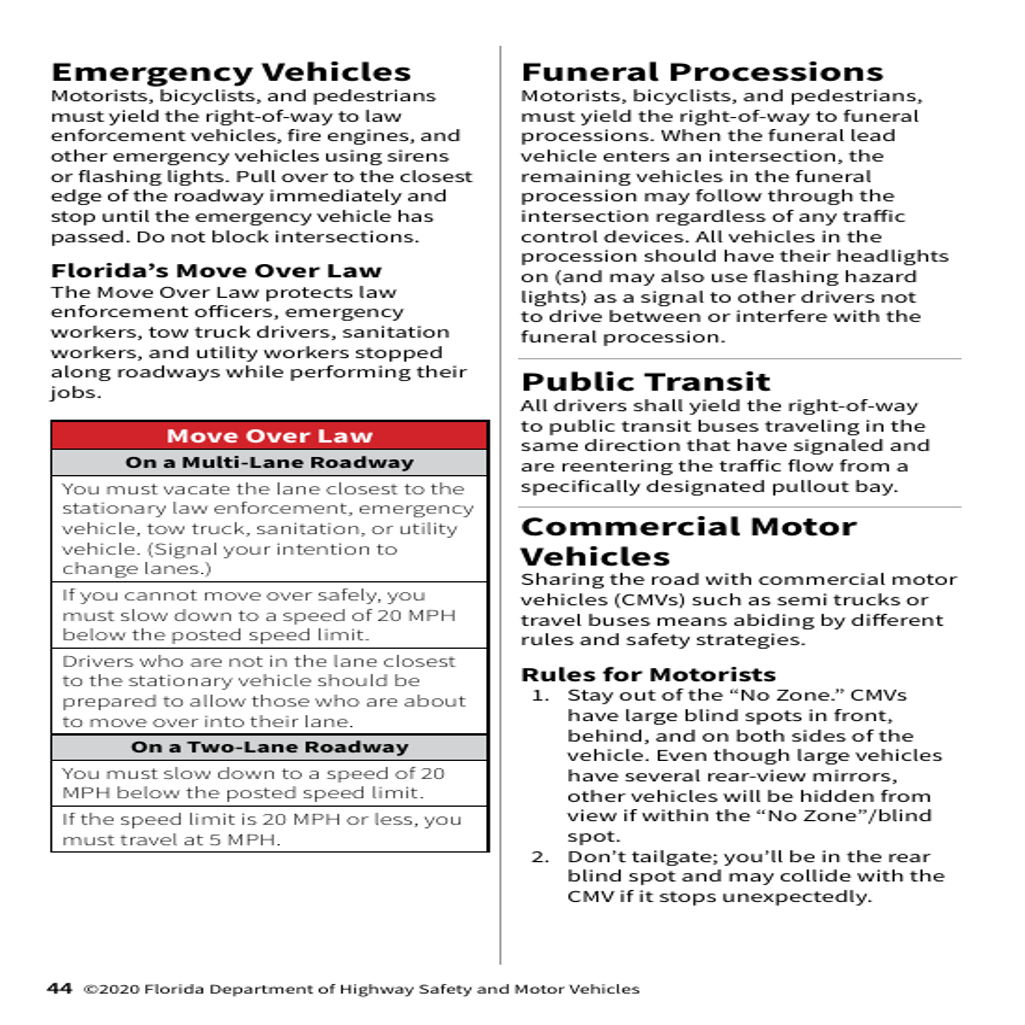 Emergency Vehicles
Motorists, bicyclists, and pedestrians
must yield the right-of-way to law
enforcement vehicles, fire engines, and
other emergency vehicles using sirens
or flashing lights. Pull over to the closest
edge of the roadway immediately and
stop until the emergency vehicle has
passed. Do not block intersections.
Florida’s Move Over Law
The Move Over Law protects law
enforcement officers, emergency
workers, tow truck drivers, sanitation
workers, and utility workers stopped
along roadways while performing their
jobs.
Move Over Law
On a Multi-Lane Roadway
You must vacate the lane closest to the
stationary law enforcement, emergency
vehicle, tow truck, sanitation, or utility
vehicle. (Signal your intention to
change lanes.)
If you cannot move over safely, you
must slow down to a speed of 20 MPH
below the posted speed limit.
Drivers who are not in the lane closest
to the stationary vehicle should be
prepared to allow those who are about
to move over into their lane.
On a Two-Lane Roadway
You must slow down to a speed of 20
MPH below the posted speed limit.
If the speed limit is 20 MPH or less, you
must travel at 5 MPH.
Funeral Processions
Motorists, bicyclists, and pedestrians,
must yield the right-of-way to funeral
processions. When the funeral lead
vehicle enters an intersection, the
remaining vehicles in the funeral
procession may follow through the
intersection regardless of any traffic
control devices. All vehicles in the
procession should have their headlights
on (and may also use flashing hazard
lights) as a signal to other drivers not
to drive between or interfere with the
funeral procession.
Public Transit
All drivers shall yield the right-of-way
to public transit buses traveling in the
same direction that have signaled and
are reentering the traffic flow from a
specifically designated pullout bay.
Commercial Motor
Vehicles
Sharing the road with commercial motor
vehicles (CMVs) such as semi trucks or
travel buses means abiding by different
rules and safety strategies.
Rules for Motorists
1. Stay out of the “No Zone.” CMVs
have large blind spots in front,
behind, and on both sides of the
vehicle. Even though large vehicles
have several rear-view mirrors,
other vehicles will be hidden from
view if within the “No Zone”/blind
spot.
2. Don’t tailgate; you’ll be in the rear
blind spot and may collide with the
CMV if it stops unexpectedly.
44 ©2020 Florida Department of Highway Safety and Motor Vehicles